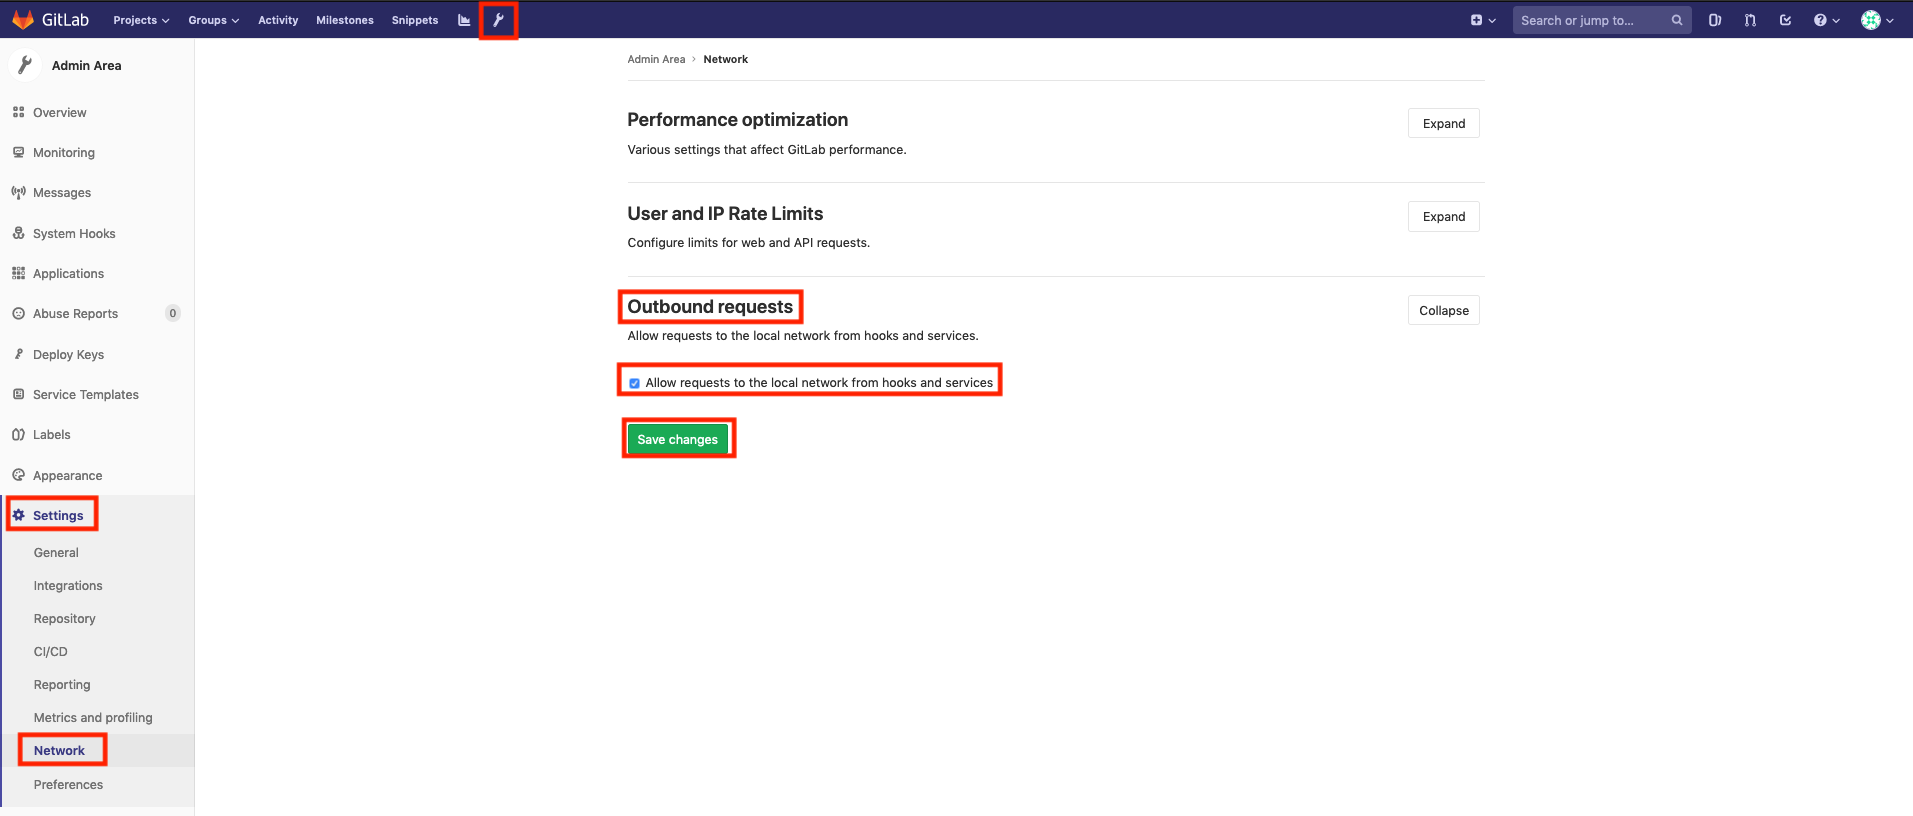 GitLab Projects Groups Activity Milestones Snippets Search or jump to...
Admin Area
Overview
Monitoring
Messages
System Hooks
Applications
Abuse Reports 0
Deploy Keys
Service Templates
Labels
Appearance
Settings
General
Integrations
Repository
CI/CD
Reporting
Metrics and profiling
Network
Preferences
Admin Area › Network
Performance optimization
Expand
Various settings that affect GitLab performance.
User and IP Rate Limits
Expand
Configure limits for web and API requests.
Outbound requests
Collapse
Allow requests to the local network from hooks and services.
Allow requests to the local network from hooks and services
Save changes